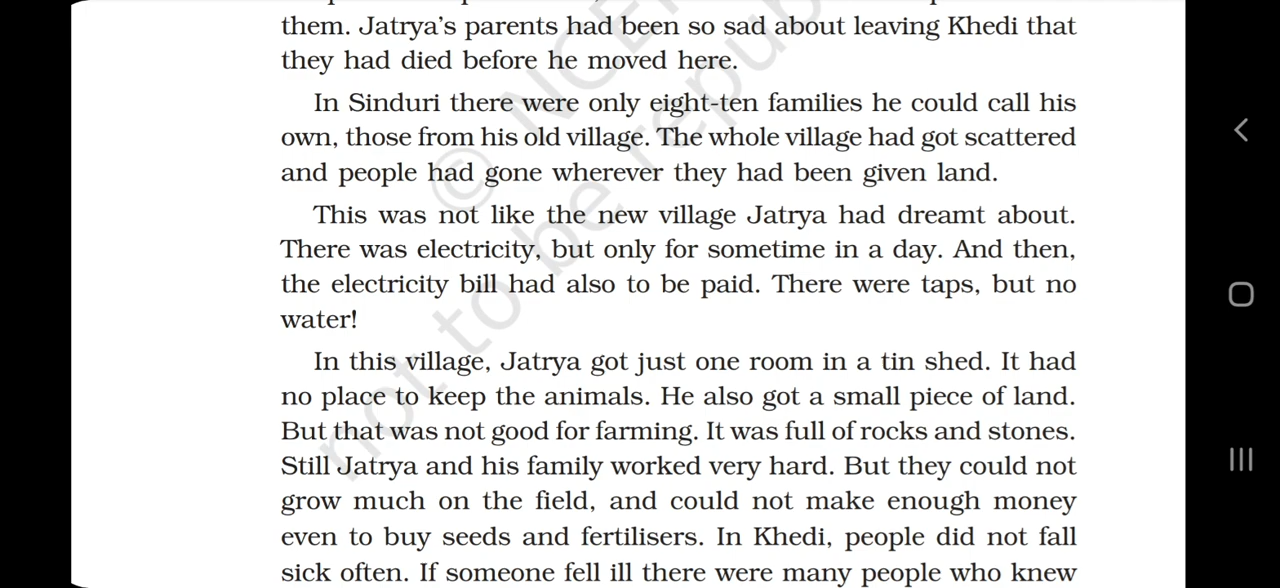 them. Jatrya's parents had been so sad about leaving Khedi that
they had died before he moved here.
In Sinduri there were only eight-ten families he could call his
own, those from his old village. The whole village had got scattered
and people had gone wherever they had been given land.
This was not like the new village Jatrya had dreamt about.
There was electricity, but only for sometime in a day. And then,
the electricity bill had also to be paid. There were taps, but no
water!
In this village, Jatrya got just one room in a tin shed. It had
no place to keep the animals. He also got a small piece of land.
But that was not good for farming. It was full of rocks and stones.
Still Jatrya and his family worked very hard. But they could not
grow much on the field, and could not make enough money
even to buy seeds and fertilisers. In Khedi, people did not fall
sick often. If someone fell ill there were many people who knew
© NCE
not to be repub